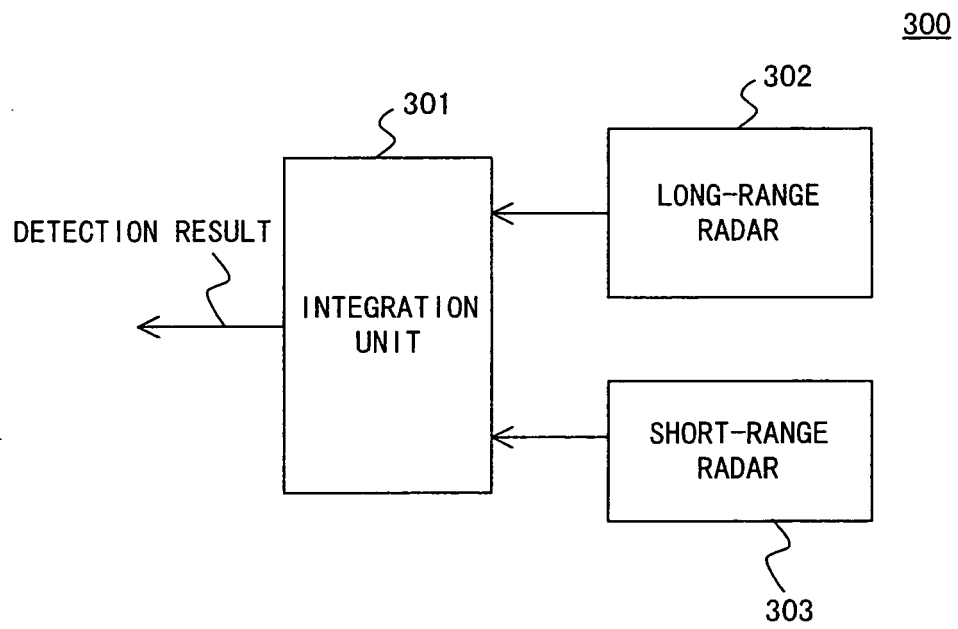 300
301
302
LONG-RANGE
RADAR
DETECTION RESULT
INTEGRATION
UNIT
SHORT-RANGE
RADAR
303